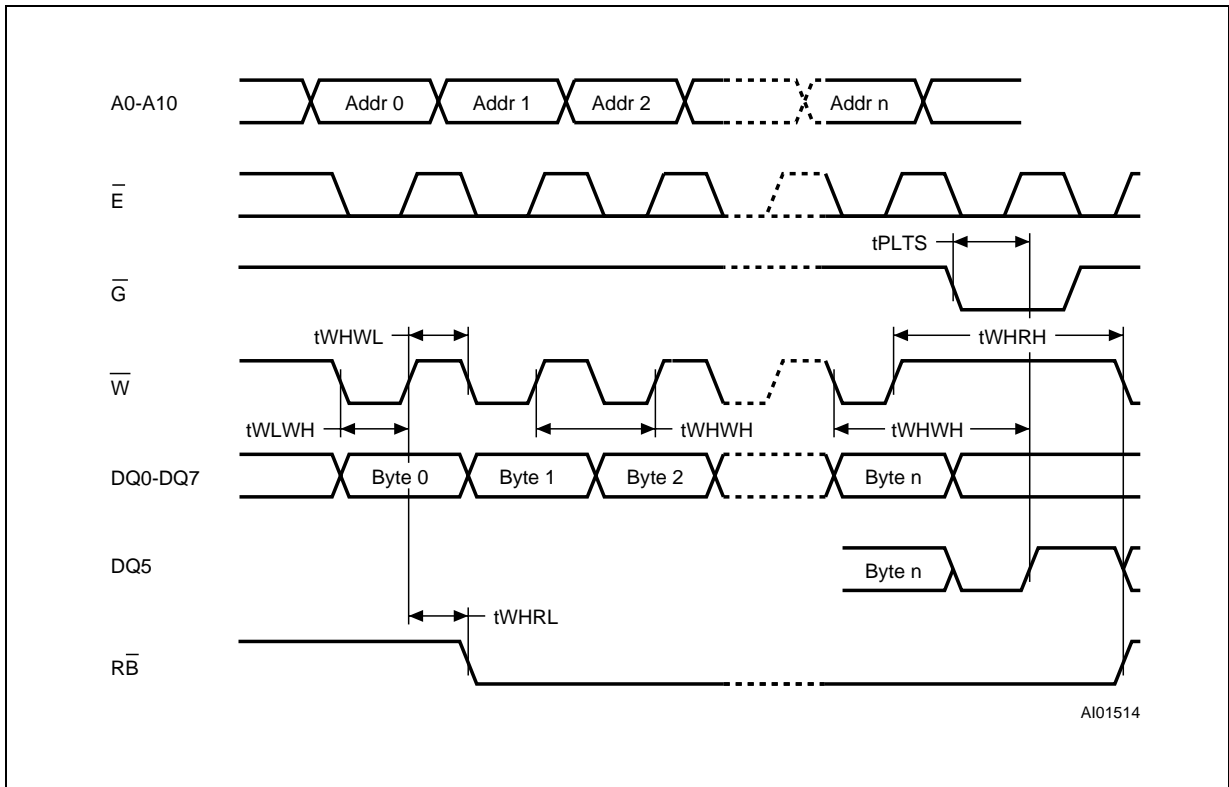 A0-A10
Addr 0 Addr 1 Addr 2 Addr n
E̅
tPLTS
G̅
tWHWL tWHRH
W̅
tWLWH tWHWH tWHWH
DQ0-DQ7 Byte 0 Byte 1 Byte 2 Byte n
DQ5 Byte n
tWHRL
RB̅
AI01514